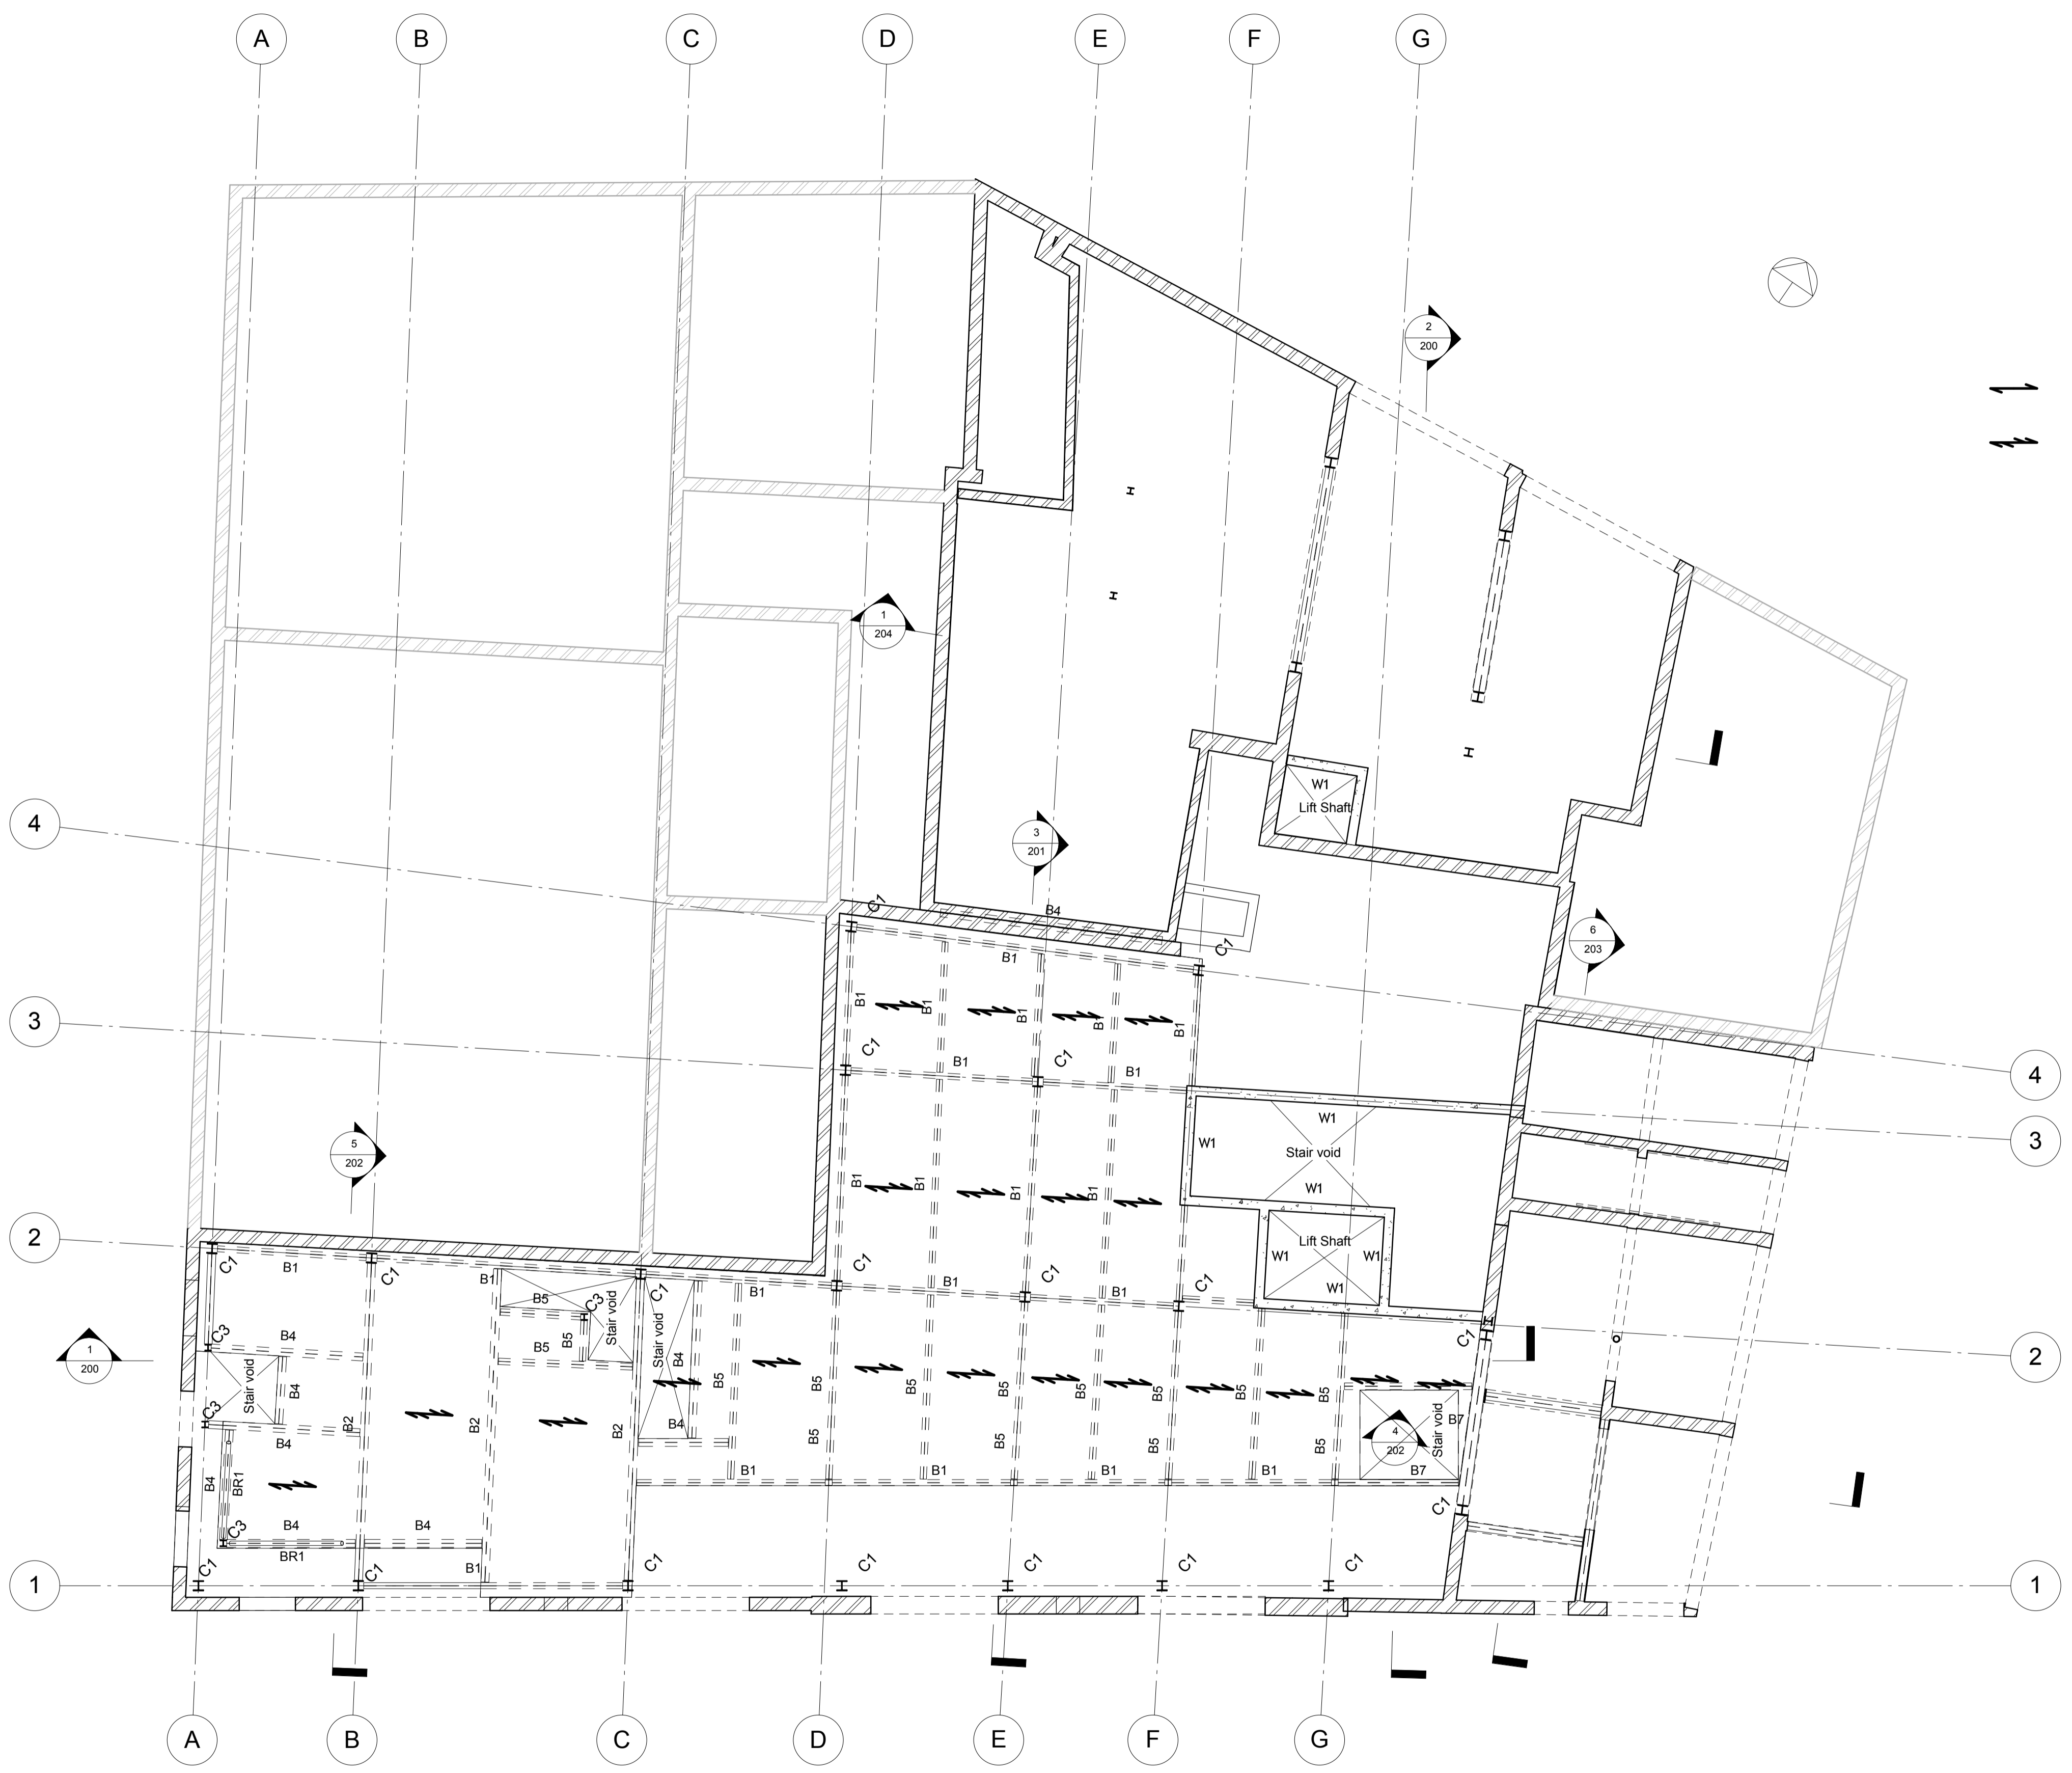 A B C D E F G
2
200
1
204
W1
Lift Shaft
4
3
201
C1
B4
6
203
C1
B1
B1 B1 B1 B1 B1
3
C1 C1
B1 B1
4
W1
W1
Stair void
3
5
202
B1 B1 B1 B1
W1
2
Lift Shaft
W1 W1
W1
C1 B1 C1 B1 C1 C1 B1 C1 B1 C1 B1 C1
B5 C3 Stair void Stair void
C3 B4 B5 B5 B4 C1
1
200
2
Stair void B4 B5 B5 B5 B5 B5 B5 B5 B5
C3 B2 B2 B2 B4 B7 Stair void
4
202
B4 B5 B5 B5 B5
B4 BR1 B1 B1 B1 B1 B7
C3 B4 B4 C1
BR1
C1 C1 B1 C1 C1 C1 C1 C1
1 1
A B C D E F G